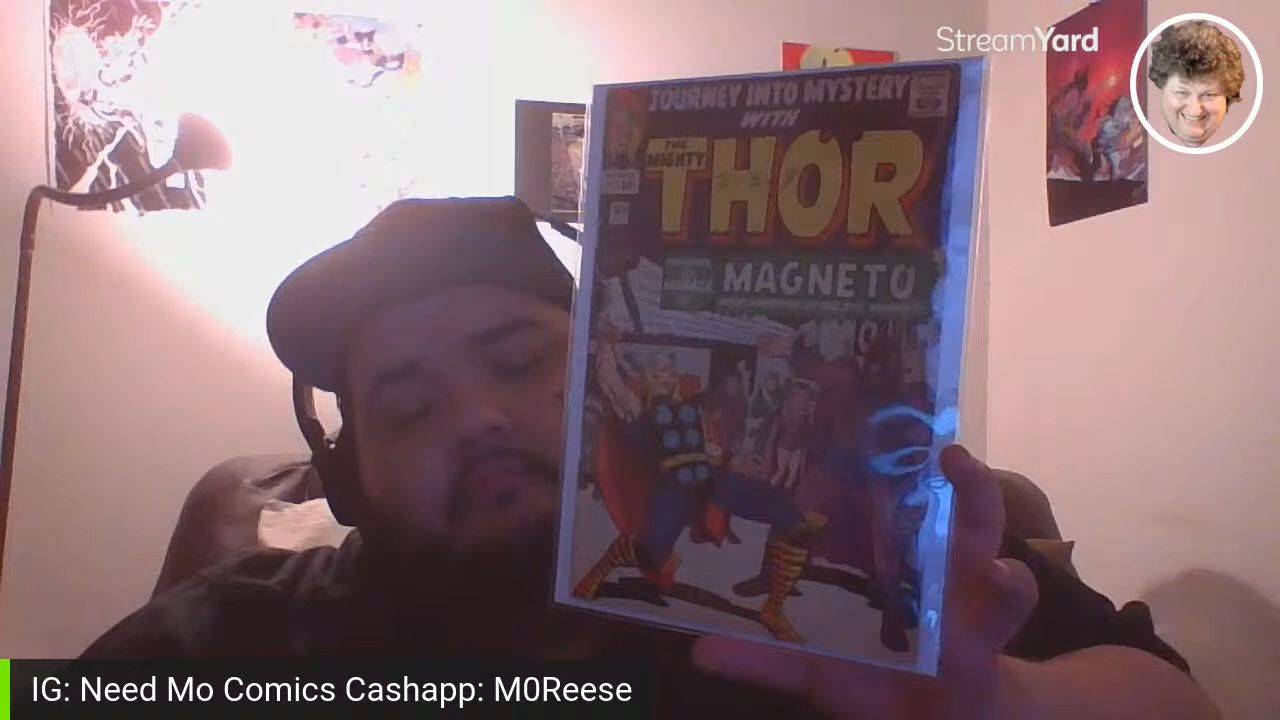 StreamYard
JOURNEY INTO MYSTERY
WITH
THE
MIGHTY
THOR
MAGNETO
IG: Need Mo Comics Cashapp: M0Reese